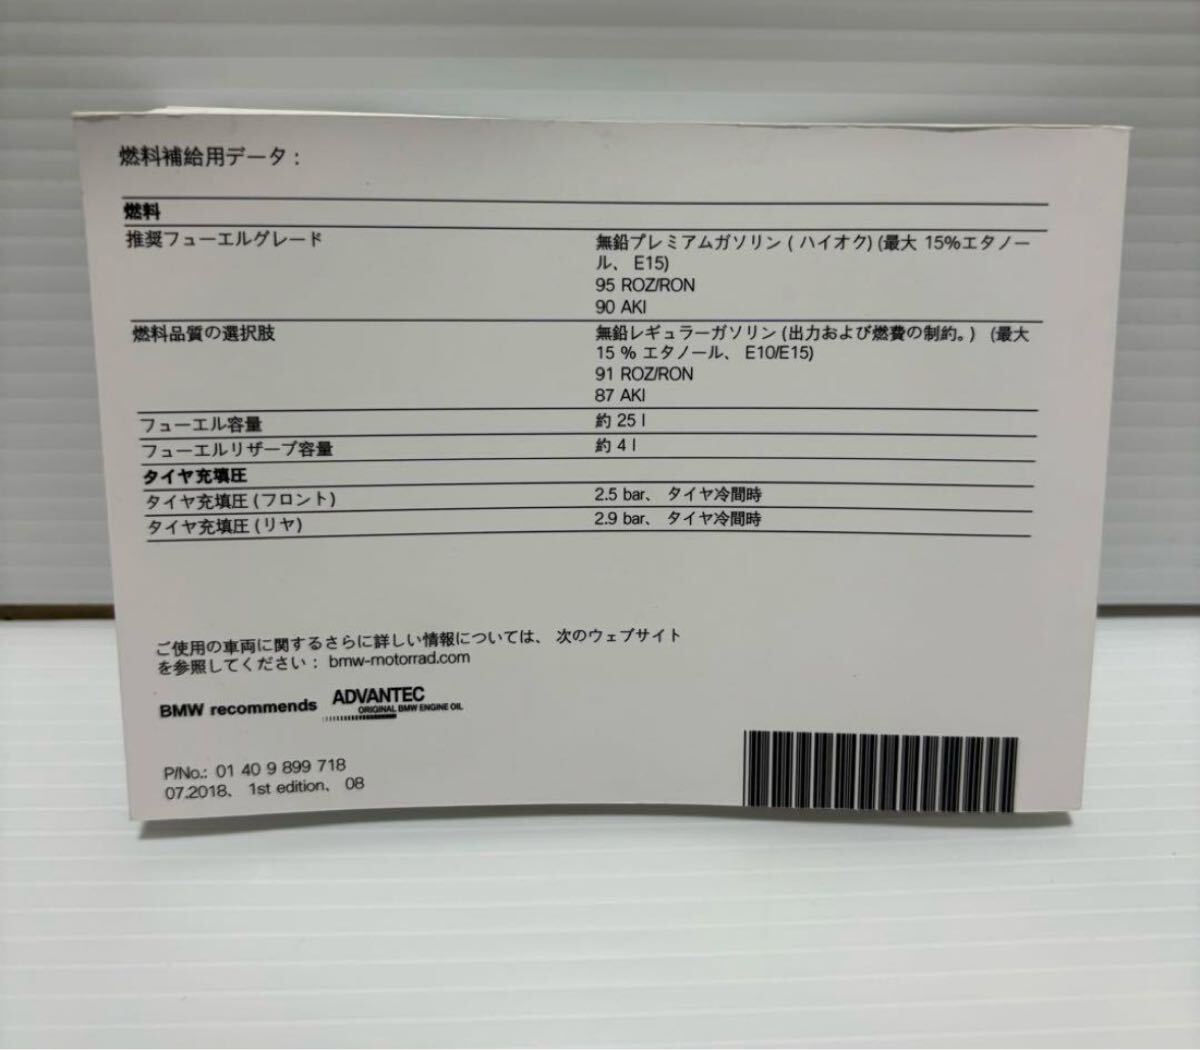 燃料補給用データ :
燃料
推奨フューエルグレード
無鉛プレミアムガソリン ( ハイオク) (最大 15%エタノー
ル、 E15)
95 ROZ/RON
90 AKI
燃料品質の選択肢
無鉛レギュラーガソリン (出力および燃費の制約。) (最大
15 % エタノール、 E10/E15)
91 ROZ/RON
87 AKI
フューエル容量
約 25 l
フューエルリザーブ容量
約 4 l
タイヤ充填圧
タイヤ充填圧 (フロント)
2.5 bar、 タイヤ冷間時
タイヤ充填圧 (リヤ)
2.9 bar、 タイヤ冷間時
ご使用の車両に関するさらに詳しい情報については、 次のウェブサイト
を参照してください : bmw-motorrad.com
BMW recommends
ADVANTEC
ORIGINAL BMW ENGINE OIL
P/No.: 01 40 9 899 718
07.2018、 1st edition、 08